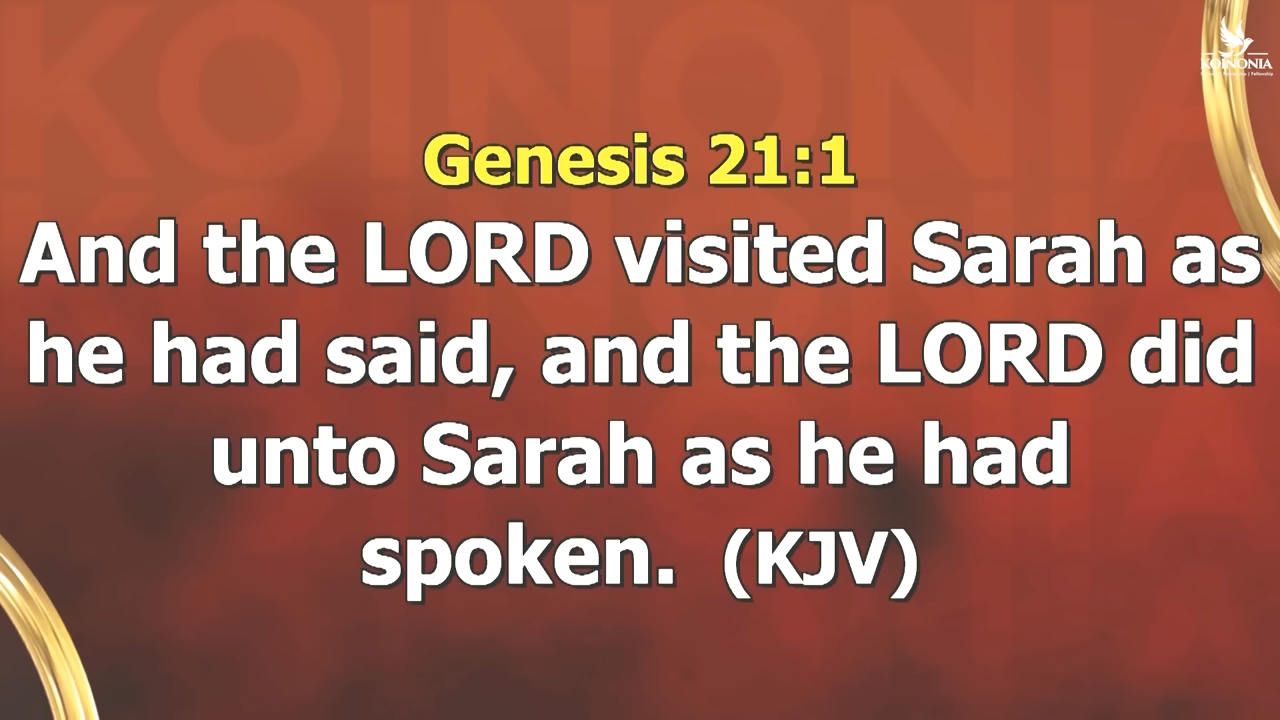 KOINONIA
Genesis 21:1
And the LORD visited Sarah as
he had said, and the LORD did
unto Sarah as he had
spoken. (KJV)